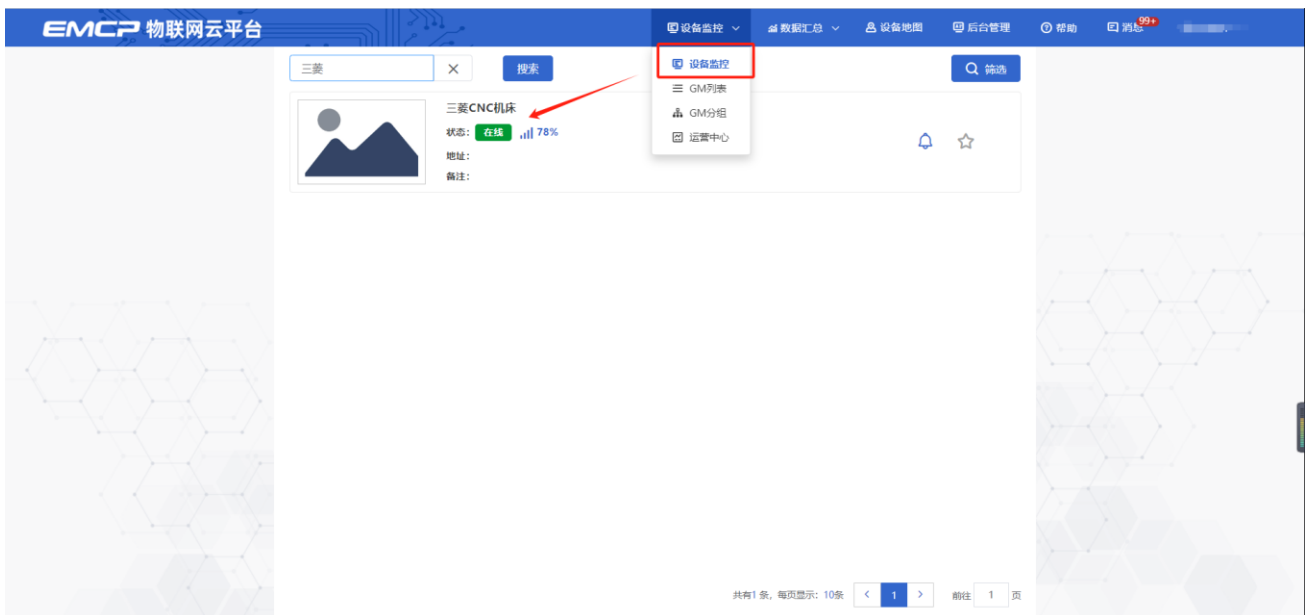 EMCP 物联网云平台
设备监控
数据汇总
设备地图
后台管理
帮助
消息
99+
三菱
搜索
设备监控
GM列表
GM分组
运营中心
筛选
三菱CNC机床
状态: 在线 78%
地址:
备注:
共有1 条, 每页显示: 10条 < 1 > 前往 1 页